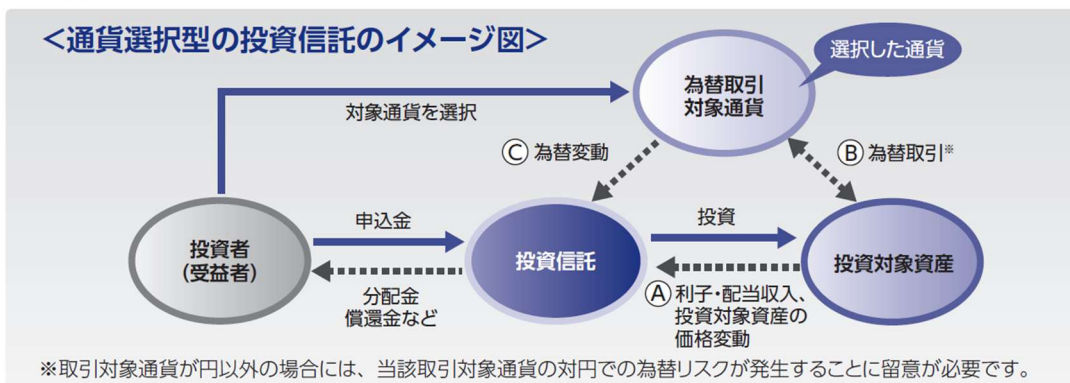 ＜通貨選択型の投資信託のイメージ図＞
選択した通貨
為替取引
対象通貨
対象通貨を選択
Ⓒ 為替変動
Ⓑ 為替取引※
申込金
投資
投資者
（受益者）
投資信託
投資対象資産
分配金
償還金など
Ⓐ 利子・配当収入、
投資対象資産の
価格変動
※取引対象通貨が円以外の場合には、当該取引対象通貨の対円での為替リスクが発生することに留意が必要です。